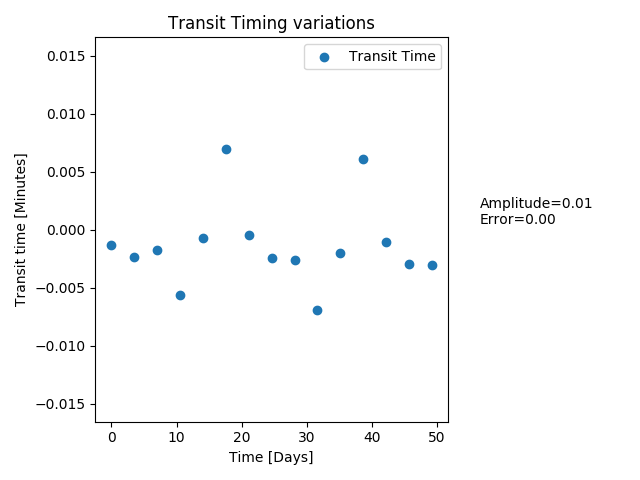 Transit Timing variations
Transit Time
0.015
0.010
0.005
0.000
−0.005
−0.010
−0.015
Transit time [Minutes]
0
10
20
30
40
50
Time [Days]
Amplitude=0.01
Error=0.00